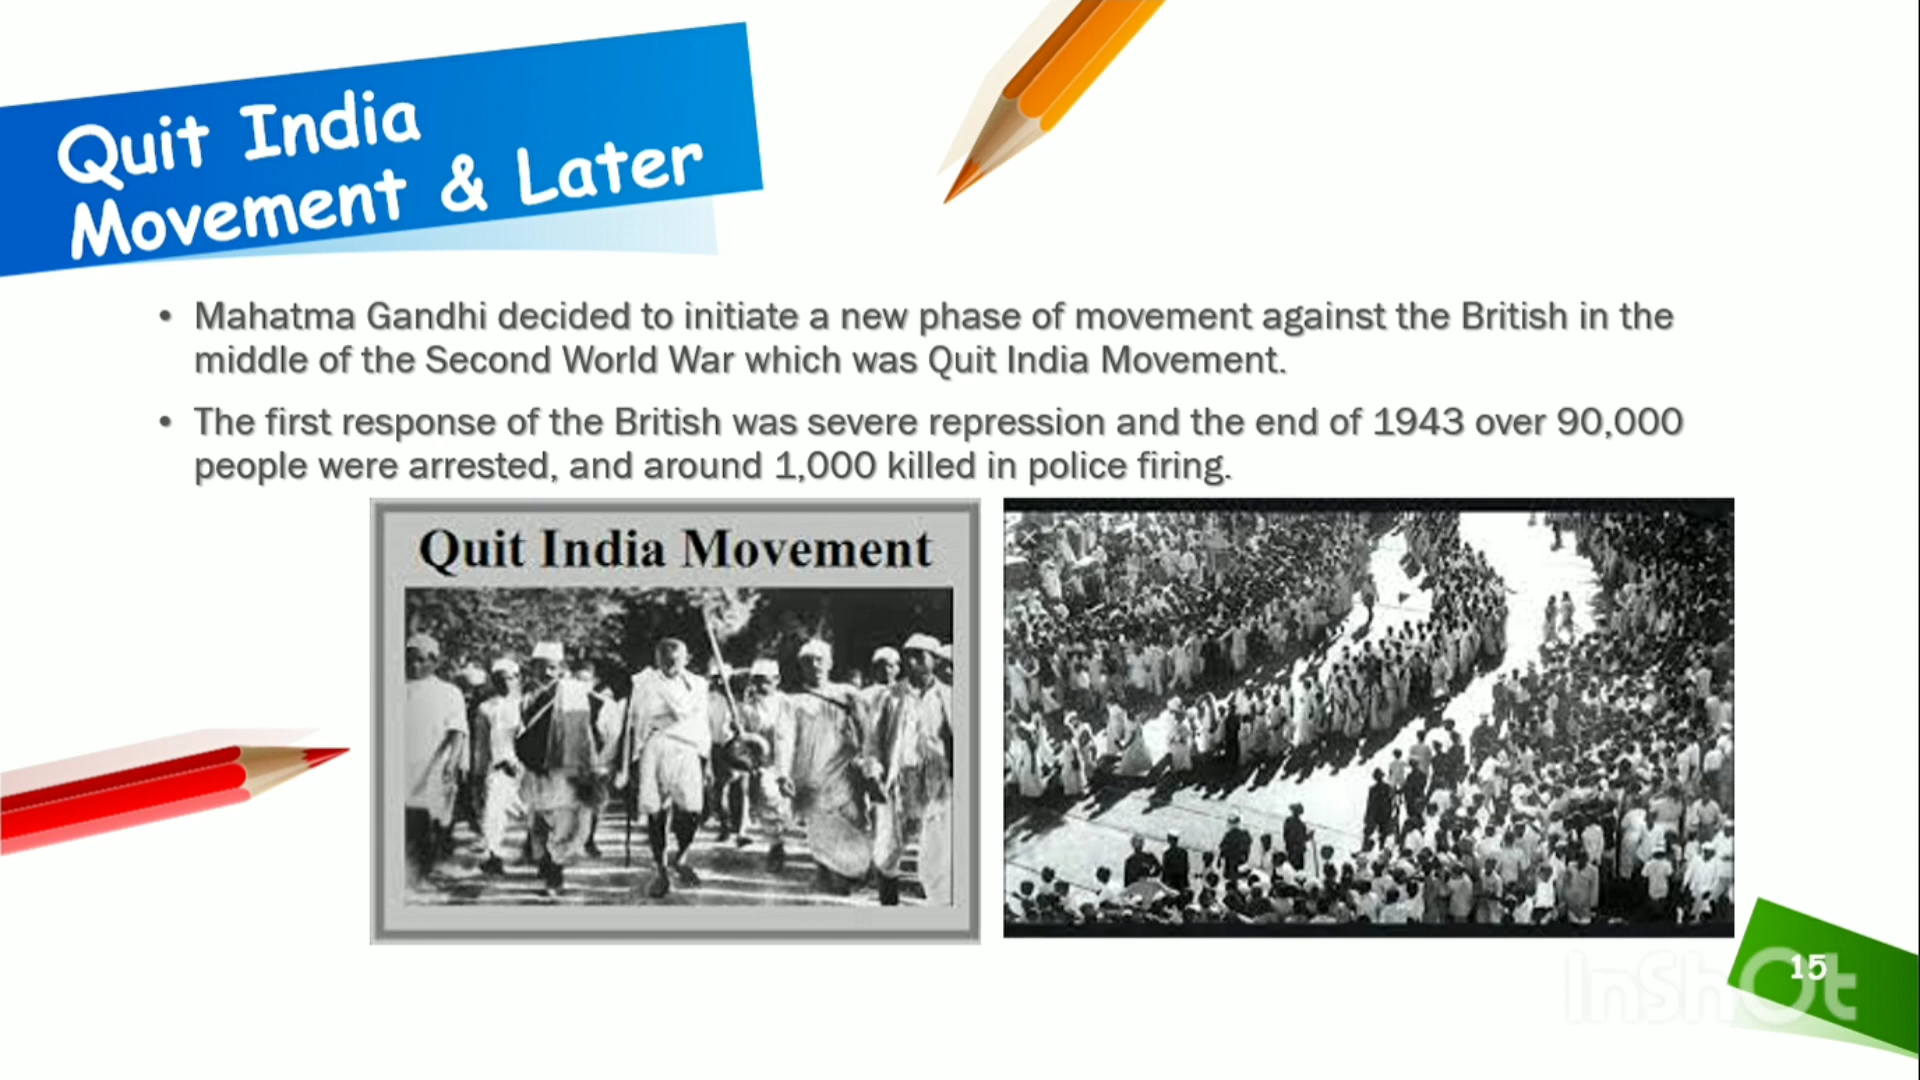 Quit India
Movement & Later
• Mahatma Gandhi decided to initiate a new phase of movement against the British in the
middle of the Second World War which was Quit India Movement.
• The first response of the British was severe repression and the end of 1943 over 90,000
people were arrested, and around 1,000 killed in police firing.
Quit India Movement
15
InShOt